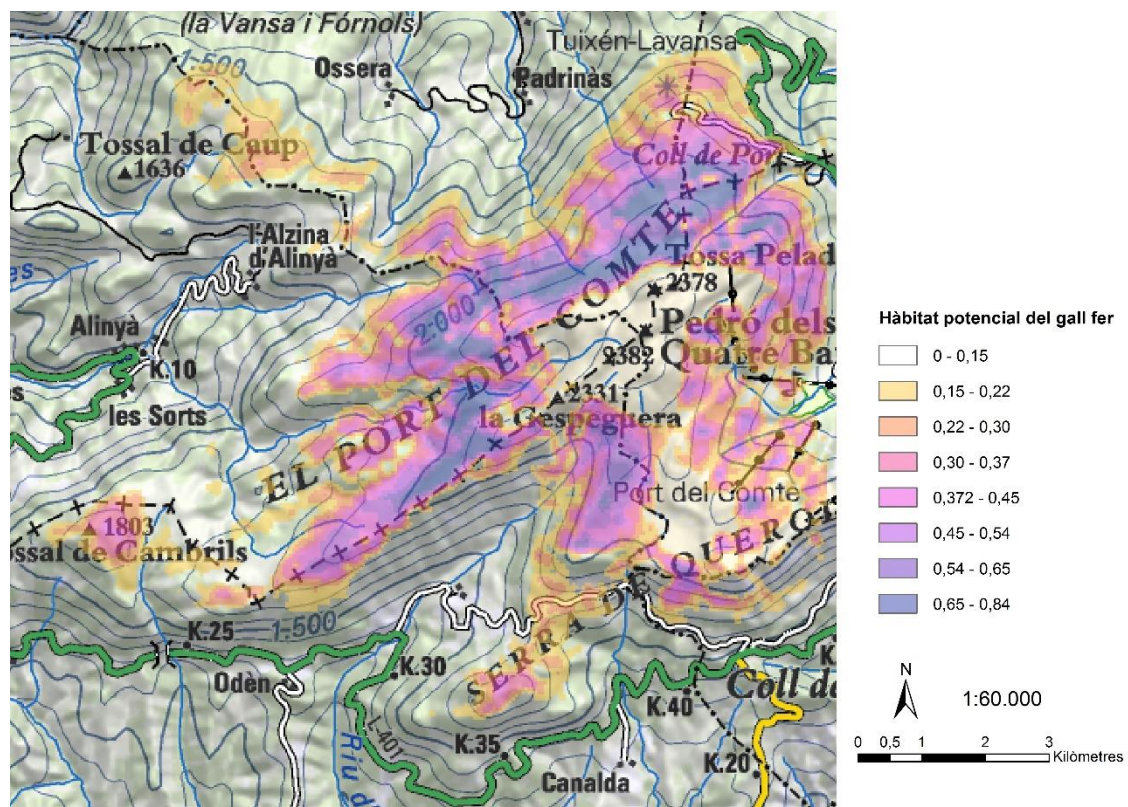 (la Vansa i Fórnols)
Tuixén-Lavansa
1·500
Ossera
Padrinàs
Tossal de Caup
1636
Coll de Port
l'Alzina
d'Alinyà
Tossa Pelad
2378
2·000
EL PORT DEL COMTE
Pedró dels
Quatre Ba
2382
Alinyà
K.10
2331
la Gespeguera
les Sorts
Port del Comte
1803
ossal de Cambrils
SERRA DE QUEROL
1·500
K.25
K.30
Odèn
L-401
Coll d
K.40
K.35
Riu d
Canalda
K.20
Hàbitat potencial del gall fer
0 - 0,15
0,15 - 0,22
0,22 - 0,30
0,30 - 0,37
0,372 - 0,45
0,45 - 0,54
0,54 - 0,65
0,65 - 0,84
N
1:60.000
0 0,5 1 2 3 Kilòmetres